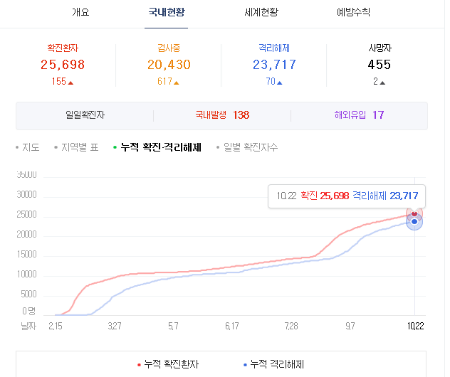 개요 국내현황 세계현황 예방수칙
확진환자 검사중 격리해제 사망자
25,698 20,430 23,717 455
155▲ 617▲ 70▲ 2▲
일일확진자 국내발생 138 해외유입 17
• 지도 • 지역별 표 • 누적 확진·격리해제 • 일별 확진자수
35000
30000
10.22 확진 25,698 격리해제 23,717
25000
20000
15000
10000
5000
0명
날짜 2.15 3.27 5.7 6.17 7.28 9.7 10.22
• 누적 확진환자 • 누적 격리해제